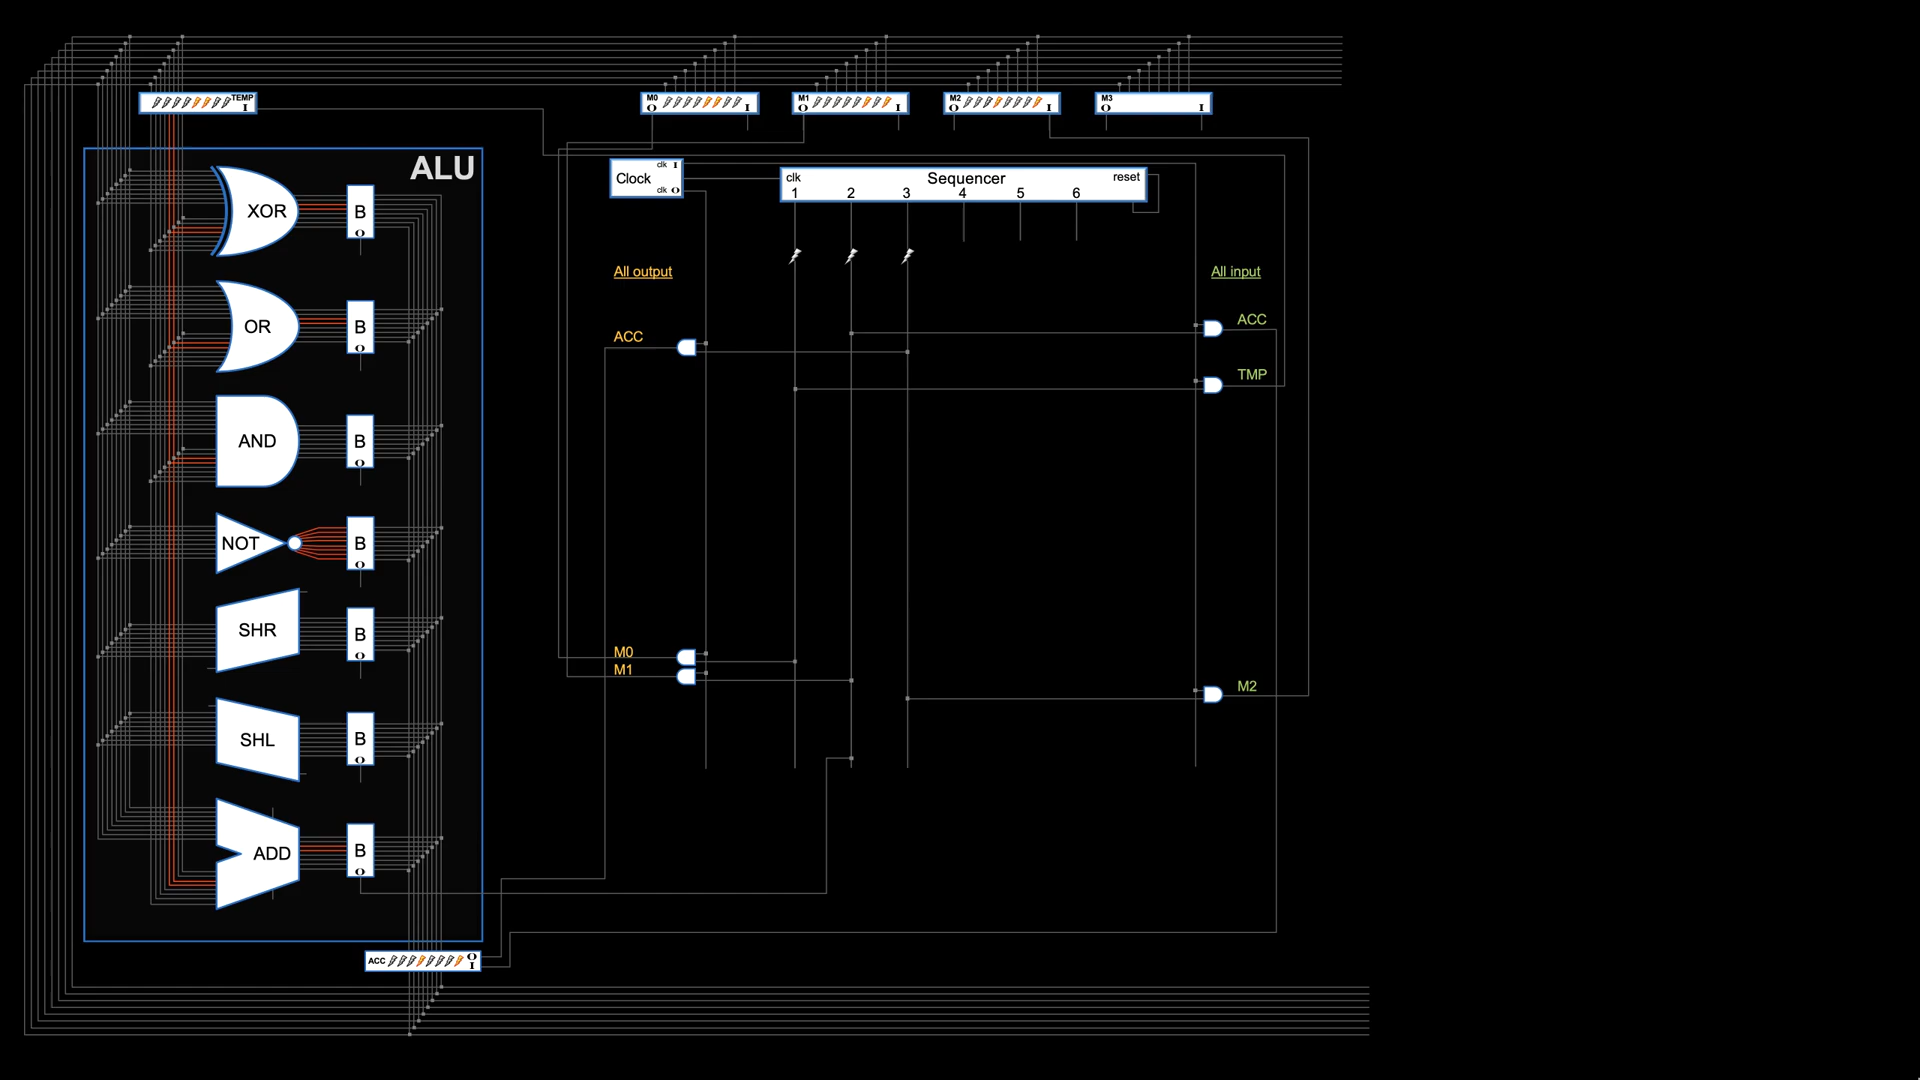 TEMP
I
M0
O I
M1
O I
M2
O I
M3
O I
ALU
Clock
clk I
clk O
clk Sequencer reset
1 2 3 4 5 6
All output
All input
XOR
B
O
OR
B
O
AND
B
O
NOT
B
O
SHR
B
O
SHL
B
O
ADD
B
O
ACC
M0
M1
ACC
TMP
M2
ACC O
I